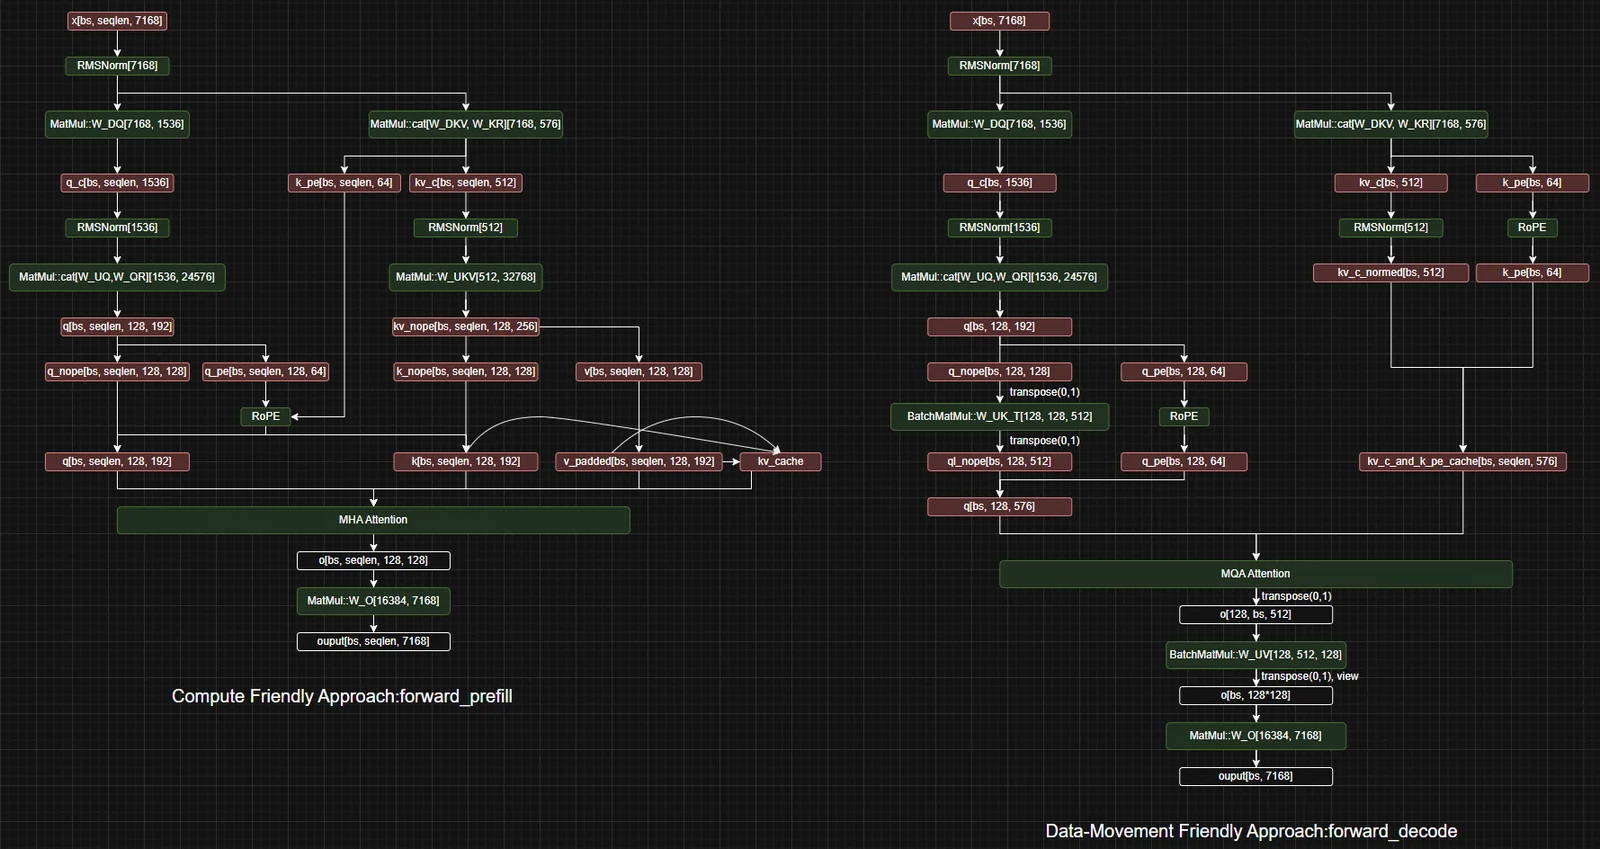 x[bs, seqlen, 7168]
RMSNorm[7168]
MatMul::W_DQ[7168, 1536]
MatMul::cat[W_DKV, W_KR][7168, 576]
q_c[bs, seqlen, 1536]
k_pe[bs, seqlen, 64]
kv_c[bs, seqlen, 512]
RMSNorm[1536]
RMSNorm[512]
MatMul::cat[W_UQ,W_QR][1536, 24576]
MatMul::W_UKV[512, 32768]
q[bs, seqlen, 128, 192]
kv_nope[bs, seqlen, 128, 256]
q_nope[bs, seqlen, 128, 128]
q_pe[bs, seqlen, 128, 64]
k_nope[bs, seqlen, 128, 128]
v[bs, seqlen, 128, 128]
RoPE
q[bs, seqlen, 128, 192]
k[bs, seqlen, 128, 192]
v_padded[bs, seqlen, 128, 192]
kv_cache
MHA Attention
o[bs, seqlen, 128, 128]
MatMul::W_O[16384, 7168]
ouput[bs, seqlen, 7168]
Compute Friendly Approach:forward_prefill
x[bs, 7168]
RMSNorm[7168]
MatMul::W_DQ[7168, 1536]
MatMul::cat[W_DKV, W_KR][7168, 576]
q_c[bs, 1536]
kv_c[bs, 512]
k_pe[bs, 64]
RMSNorm[1536]
RMSNorm[512]
RoPE
MatMul::cat[W_UQ,W_QR][1536, 24576]
kv_c_normed[bs, 512]
k_pe[bs, 64]
q[bs, 128, 192]
q_nope[bs, 128, 128]
q_pe[bs, 128, 64]
transpose(0,1)
BatchMatMul::W_UK_T[128, 128, 512]
RoPE
transpose(0,1)
ql_nope[bs, 128, 512]
q_pe[bs, 128, 64]
kv_c_and_k_pe_cache[bs, seqlen, 576]
q[bs, 128, 576]
MQA Attention
transpose(0,1)
o[128, bs, 512]
BatchMatMul::W_UV[128, 512, 128]
transpose(0,1), view
o[bs, 128*128]
MatMul::W_O[16384, 7168]
ouput[bs, 7168]
Data-Movement Friendly Approach:forward_decode